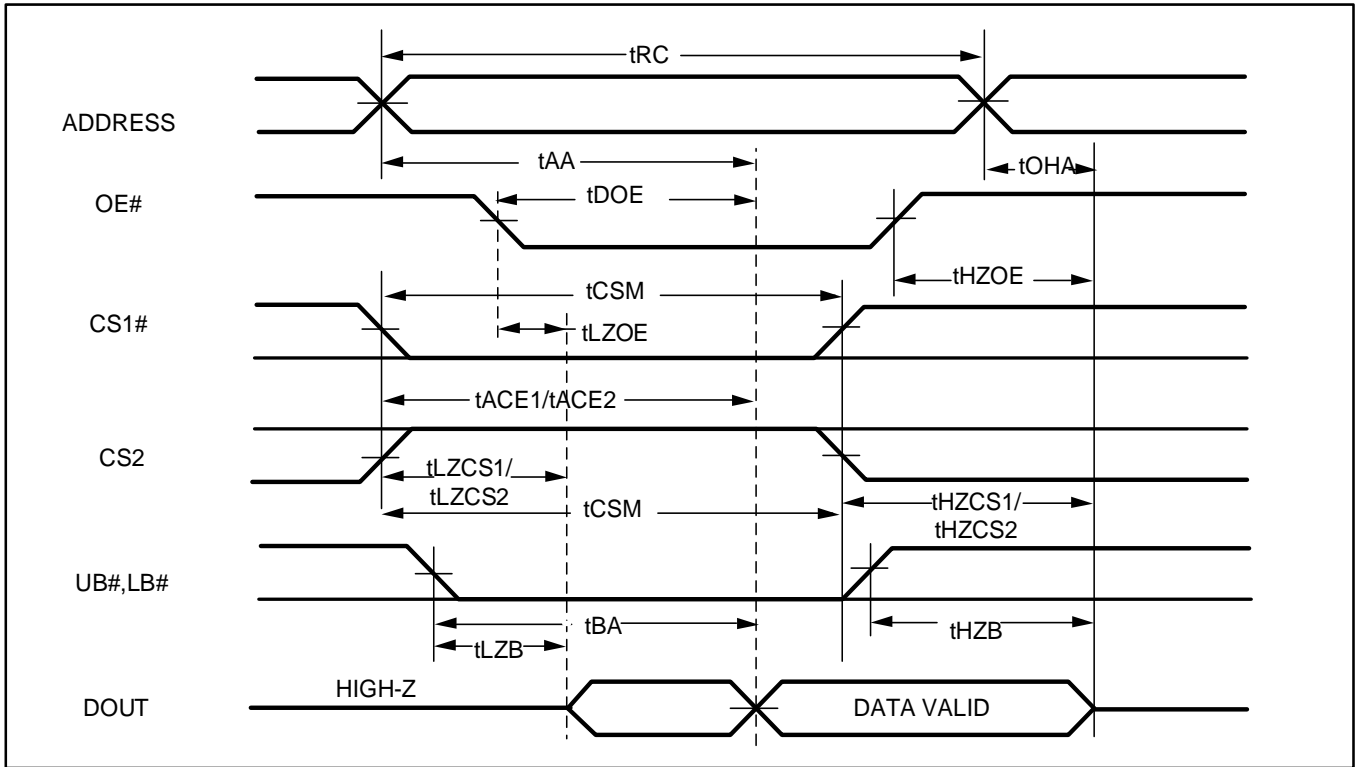 tRC
ADDRESS
tAA
tOHA
OE#
tDOE
tHZOE
tCSM
CS1#
tLZOE
tACE1/tACE2
CS2
tLZCS1/
tLZCS2
tCSM
tHZCS1/
tHZCS2
UB#,LB#
tBA
tHZB
tLZB
HIGH-Z
DOUT
DATA VALID